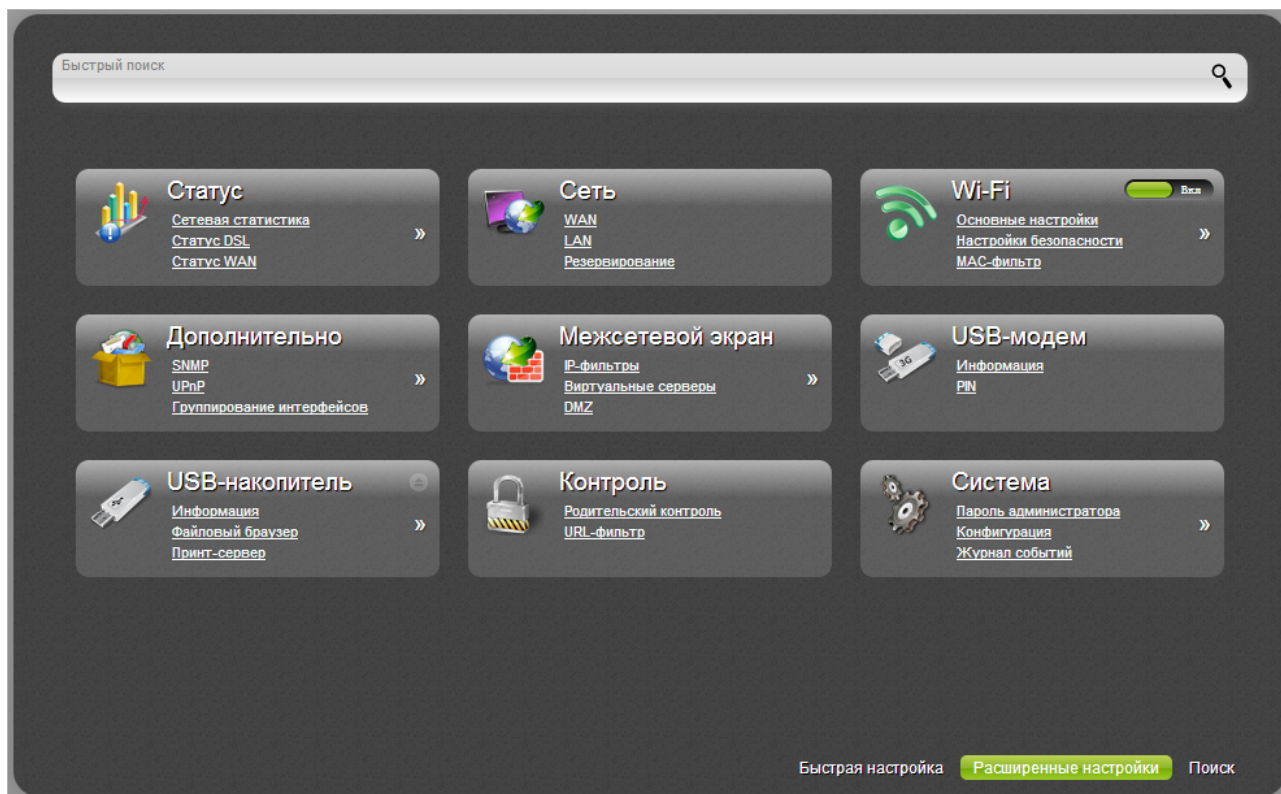 Быстрый поиск
Статус
Сетевая статистика
Статус DSL
Статус WAN
»
Сеть
WAN
LAN
Резервирование
Wi-Fi
Вкл
Основные настройки
Настройки безопасности
MAC-фильтр
»
Дополнительно
SNMP
UPnP
Группирование интерфейсов
»
Межсетевой экран
IP-фильтры
Виртуальные серверы
DMZ
»
USB-модем
3G
Информация
PIN
USB-накопитель
Информация
Файловый браузер
Принт-сервер
»
Контроль
Родительский контроль
URL-фильтр
Система
Пароль администратора
Конфигурация
Журнал событий
»
Быстрая настройка
Расширенные настройки
Поиск